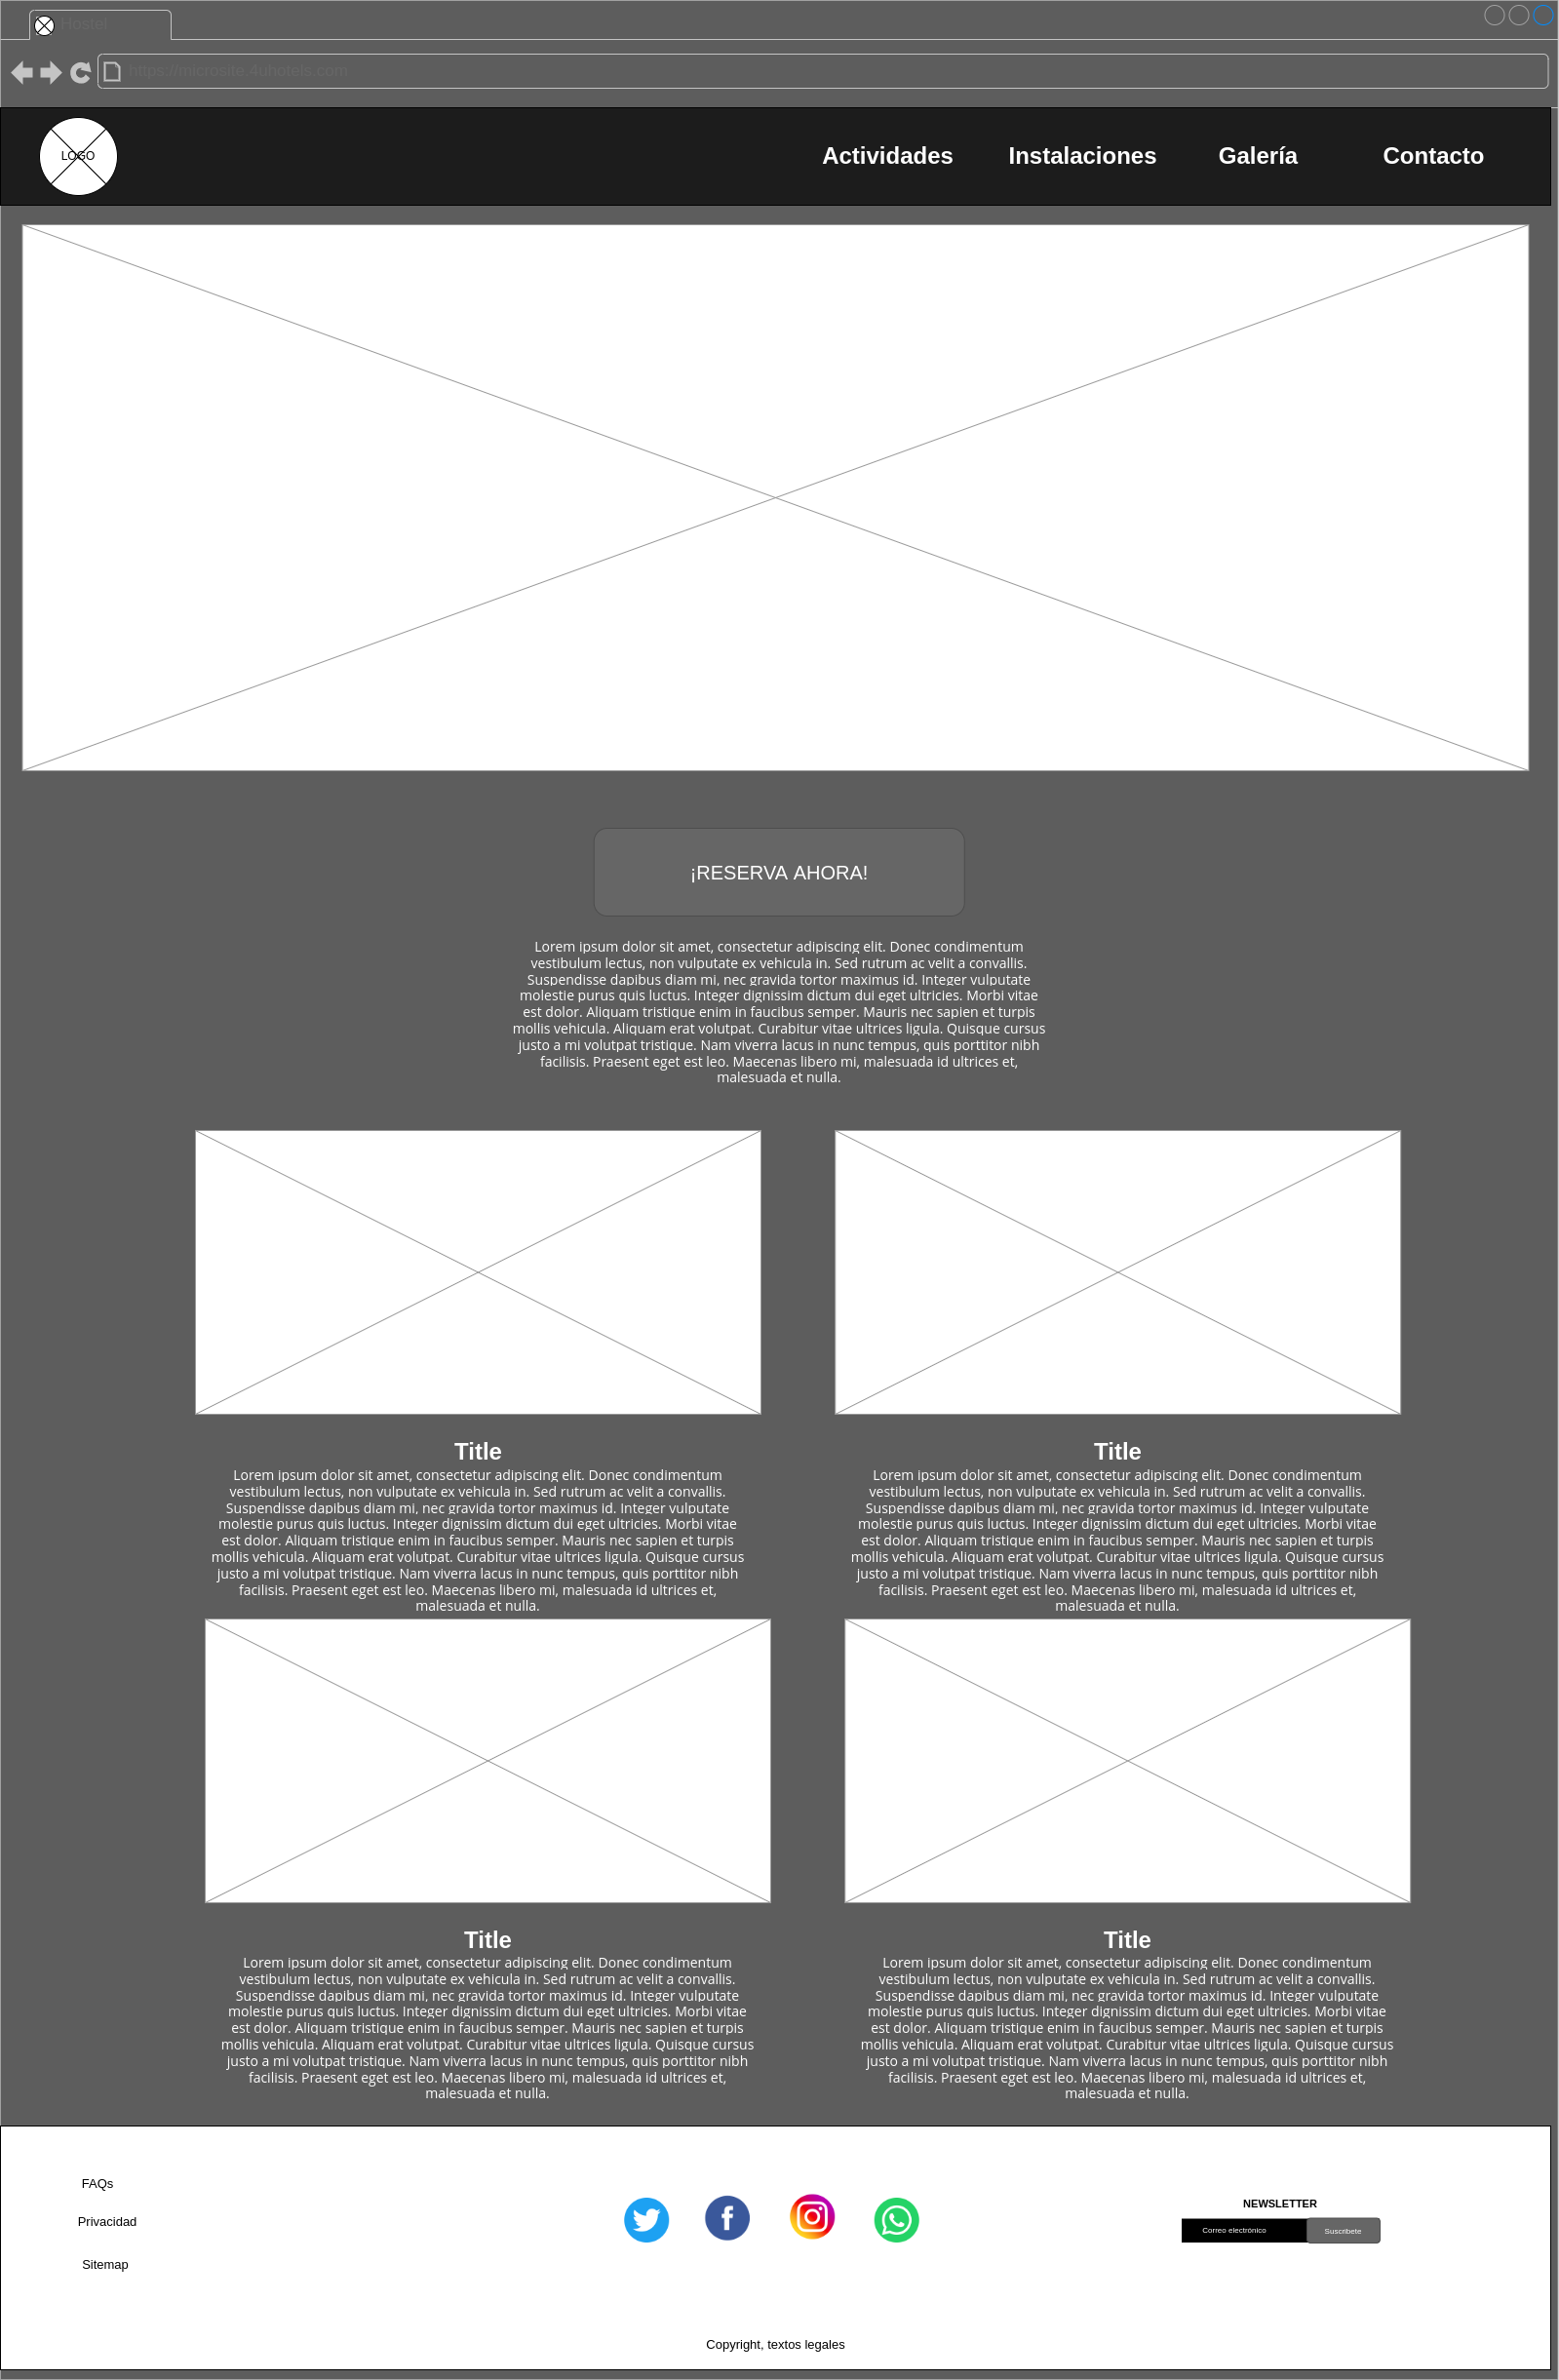 Hostel
https://microsite.4uhotels.com
LOGO
Actividades
Instalaciones
Galería
Contacto
¡RESERVA AHORA!
Lorem ipsum dolor sit amet, consectetur adipiscing elit. Donec condimentum
vestibulum lectus, non vulputate ex vehicula in. Sed rutrum ac velit a convallis.
Suspendisse dapibus diam mi, nec gravida tortor maximus id. Integer vulputate
molestie purus quis luctus. Integer dignissim dictum dui eget ultricies. Morbi vitae
est dolor. Aliquam tristique enim in faucibus semper. Mauris nec sapien et turpis
mollis vehicula. Aliquam erat volutpat. Curabitur vitae ultrices ligula. Quisque cursus
justo a mi volutpat tristique. Nam viverra lacus in nunc tempus, quis porttitor nibh
facilisis. Praesent eget est leo. Maecenas libero mi, malesuada id ultrices et,
malesuada et nulla.
Title
Lorem ipsum dolor sit amet, consectetur adipiscing elit. Donec condimentum
vestibulum lectus, non vulputate ex vehicula in. Sed rutrum ac velit a convallis.
Suspendisse dapibus diam mi, nec gravida tortor maximus id. Integer vulputate
molestie purus quis luctus. Integer dignissim dictum dui eget ultricies. Morbi vitae
est dolor. Aliquam tristique enim in faucibus semper. Mauris nec sapien et turpis
mollis vehicula. Aliquam erat volutpat. Curabitur vitae ultrices ligula. Quisque cursus
justo a mi volutpat tristique. Nam viverra lacus in nunc tempus, quis porttitor nibh
facilisis. Praesent eget est leo. Maecenas libero mi, malesuada id ultrices et,
malesuada et nulla.
Title
Lorem ipsum dolor sit amet, consectetur adipiscing elit. Donec condimentum
vestibulum lectus, non vulputate ex vehicula in. Sed rutrum ac velit a convallis.
Suspendisse dapibus diam mi, nec gravida tortor maximus id. Integer vulputate
molestie purus quis luctus. Integer dignissim dictum dui eget ultricies. Morbi vitae
est dolor. Aliquam tristique enim in faucibus semper. Mauris nec sapien et turpis
mollis vehicula. Aliquam erat volutpat. Curabitur vitae ultrices ligula. Quisque cursus
justo a mi volutpat tristique. Nam viverra lacus in nunc tempus, quis porttitor nibh
facilisis. Praesent eget est leo. Maecenas libero mi, malesuada id ultrices et,
malesuada et nulla.
Title
Lorem ipsum dolor sit amet, consectetur adipiscing elit. Donec condimentum
vestibulum lectus, non vulputate ex vehicula in. Sed rutrum ac velit a convallis.
Suspendisse dapibus diam mi, nec gravida tortor maximus id. Integer vulputate
molestie purus quis luctus. Integer dignissim dictum dui eget ultricies. Morbi vitae
est dolor. Aliquam tristique enim in faucibus semper. Mauris nec sapien et turpis
mollis vehicula. Aliquam erat volutpat. Curabitur vitae ultrices ligula. Quisque cursus
justo a mi volutpat tristique. Nam viverra lacus in nunc tempus, quis porttitor nibh
facilisis. Praesent eget est leo. Maecenas libero mi, malesuada id ultrices et,
malesuada et nulla.
Title
Lorem ipsum dolor sit amet, consectetur adipiscing elit. Donec condimentum
vestibulum lectus, non vulputate ex vehicula in. Sed rutrum ac velit a convallis.
Suspendisse dapibus diam mi, nec gravida tortor maximus id. Integer vulputate
molestie purus quis luctus. Integer dignissim dictum dui eget ultricies. Morbi vitae
est dolor. Aliquam tristique enim in faucibus semper. Mauris nec sapien et turpis
mollis vehicula. Aliquam erat volutpat. Curabitur vitae ultrices ligula. Quisque cursus
justo a mi volutpat tristique. Nam viverra lacus in nunc tempus, quis porttitor nibh
facilisis. Praesent eget est leo. Maecenas libero mi, malesuada id ultrices et,
malesuada et nulla.
FAQs
Privacidad
Sitemap
NEWSLETTER
Correo electrónico
Suscribete
Copyright, textos legales